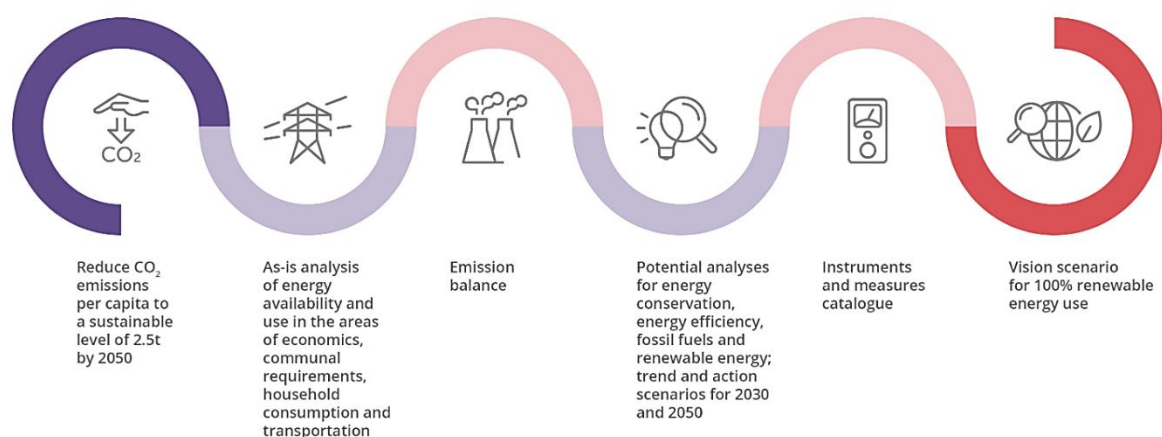 CO₂
Reduce CO₂
emissions
per capita to
a sustainable
level of 2.5t
by 2050
As-is analysis
of energy
availability and
use in the areas
of economics,
communal
requirements,
household
consumption and
transportation
Emission
balance
Potential analyses
for energy
conservation,
energy efficiency,
fossil fuels and
renewable energy;
trend and action
scenarios for 2030
and 2050
Instruments
and measures
catalogue
Vision scenario
for 100% renewable
energy use